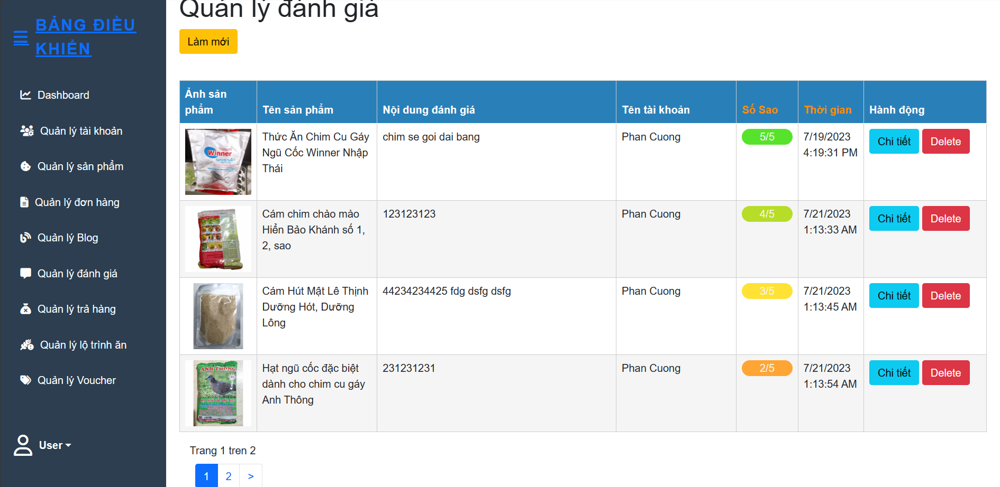 BẢNG ĐIỀU
KHIỂN
Dashboard
Quản lý tài khoản
Quản lý sản phẩm
Quản lý đơn hàng
Quản lý Blog
Quản lý đánh giá
Quản lý trả hàng
Quản lý lộ trình ăn
Quản lý Voucher
User
Quản lý đánh giá
Làm mới
Ảnh sản
phẩm
Tên sản phẩm
Nội dung đánh giá
Tên tài khoản
Số Sao
Thời gian
Hành động
Winner
Thức Ăn Chim Cu Gáy
Ngũ Cốc Winner Nhập
Thái
chim se goi dai bang
Phan Cuong
5/5
7/19/2023
4:19:31 PM
Chi tiết
Delete
Cám chim chào mào
Hiển Bảo Khánh số 1,
2, sao
123123123
Phan Cuong
4/5
7/21/2023
1:13:33 AM
Chi tiết
Delete
Cám Hút Mật Lê Thịnh
Dưỡng Hót, Dưỡng
Lông
44234234425 fdg dsfg dsfg
Phan Cuong
3/5
7/21/2023
1:13:45 AM
Chi tiết
Delete
ANH THÔNG
Hạt ngũ cốc đặc biệt
dành cho chim cu gáy
Anh Thông
231231231
Phan Cuong
2/5
7/21/2023
1:13:54 AM
Chi tiết
Delete
Trang 1 tren 2
1
2
>